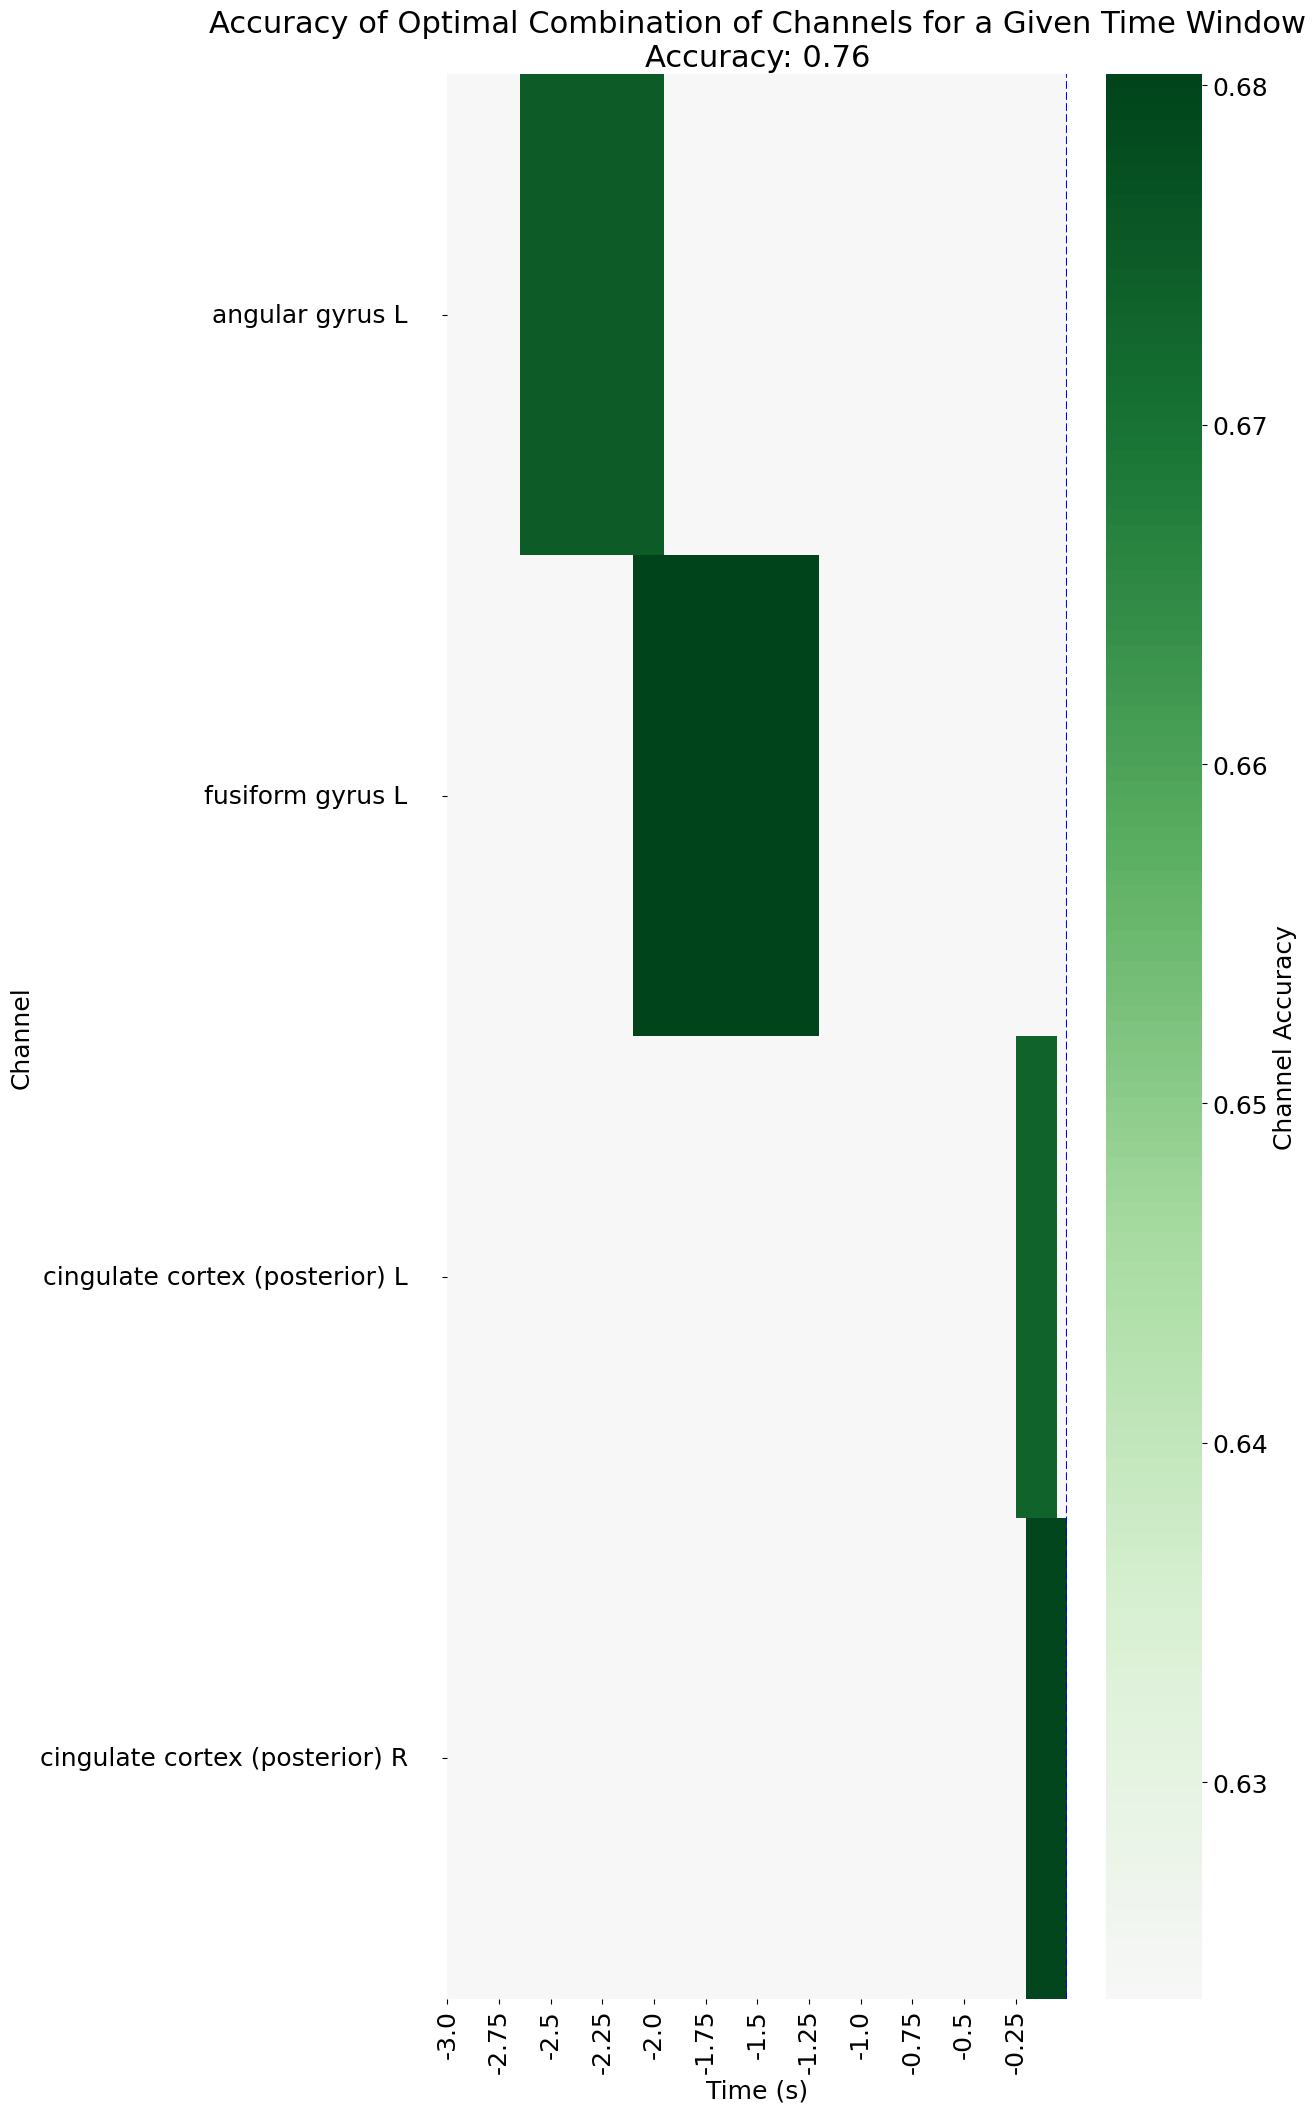 Accuracy of Optimal Combination of Channels for a Given Time Window
Accuracy: 0.76
Channel
angular gyrus L
fusiform gyrus L
cingulate cortex (posterior) L
cingulate cortex (posterior) R
-3.0
-2.75
-2.5
-2.25
-2.0
-1.75
-1.5
-1.25
-1.0
-0.75
-0.5
-0.25
Time (s)
0.68
0.67
0.66
0.65
0.64
0.63
Channel Accuracy